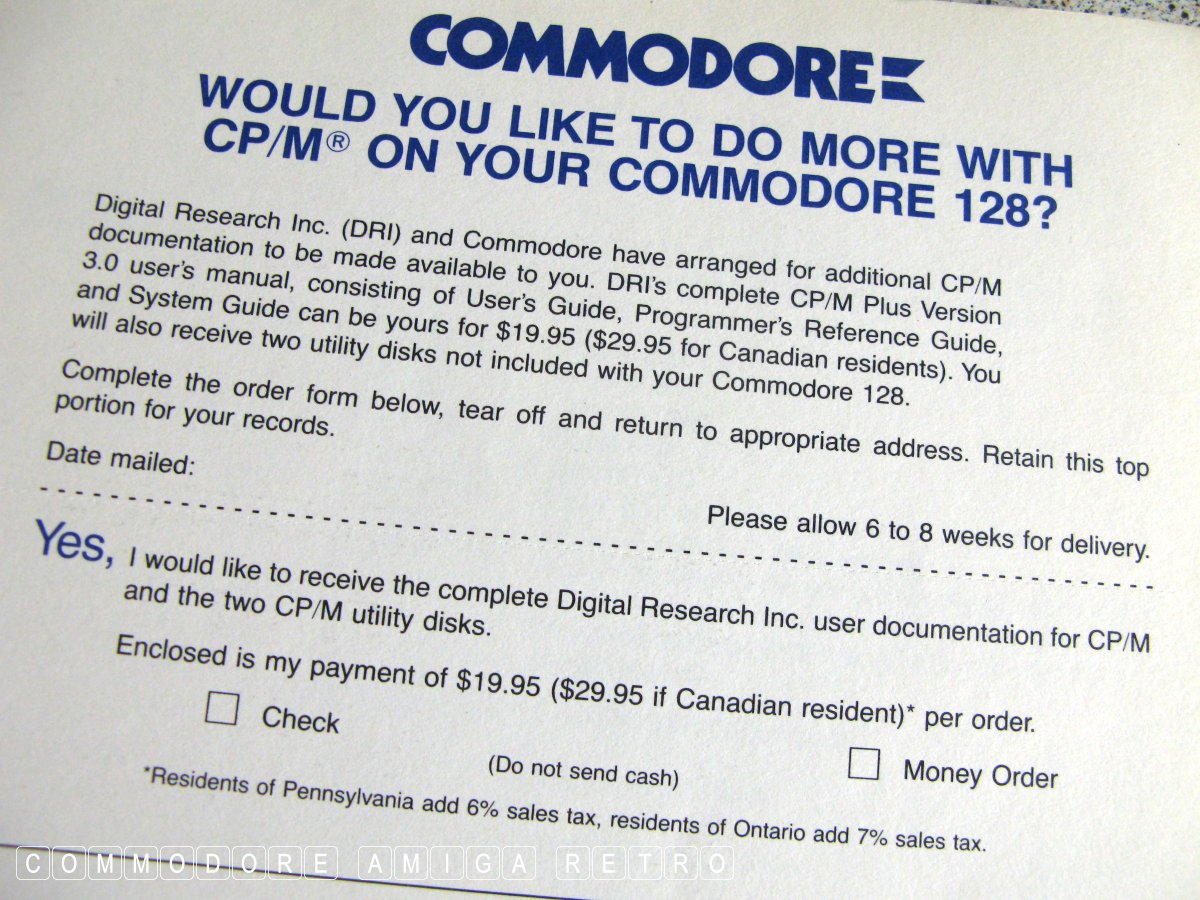 COMMODORE
WOULD YOU LIKE TO DO MORE WITH
CP/M® ON YOUR COMMODORE 128?
Digital Research Inc. (DRI) and Commodore have arranged for additional CP/M
documentation to be made available to you. DRI's complete CP/M Plus Version
3.0 user's manual, consisting of User's Guide, Programmer's Reference Guide,
and System Guide can be yours for $19.95 ($29.95 for Canadian residents). You
will also receive two utility disks not included with your Commodore 128.
Complete the order form below, tear off and return to appropriate address. Retain this top
portion for your records.
Date mailed:
Please allow 6 to 8 weeks for delivery.
Yes, I would like to receive the complete Digital Research Inc. user documentation for CP/M
and the two CP/M utility disks.
Enclosed is my payment of $19.95 ($29.95 if Canadian resident)* per order.
Check
(Do not send cash)
Money Order
*Residents of Pennsylvania add 6% sales tax, residents of Ontario add 7% sales tax.
COMMODORE AMIGA RETRO